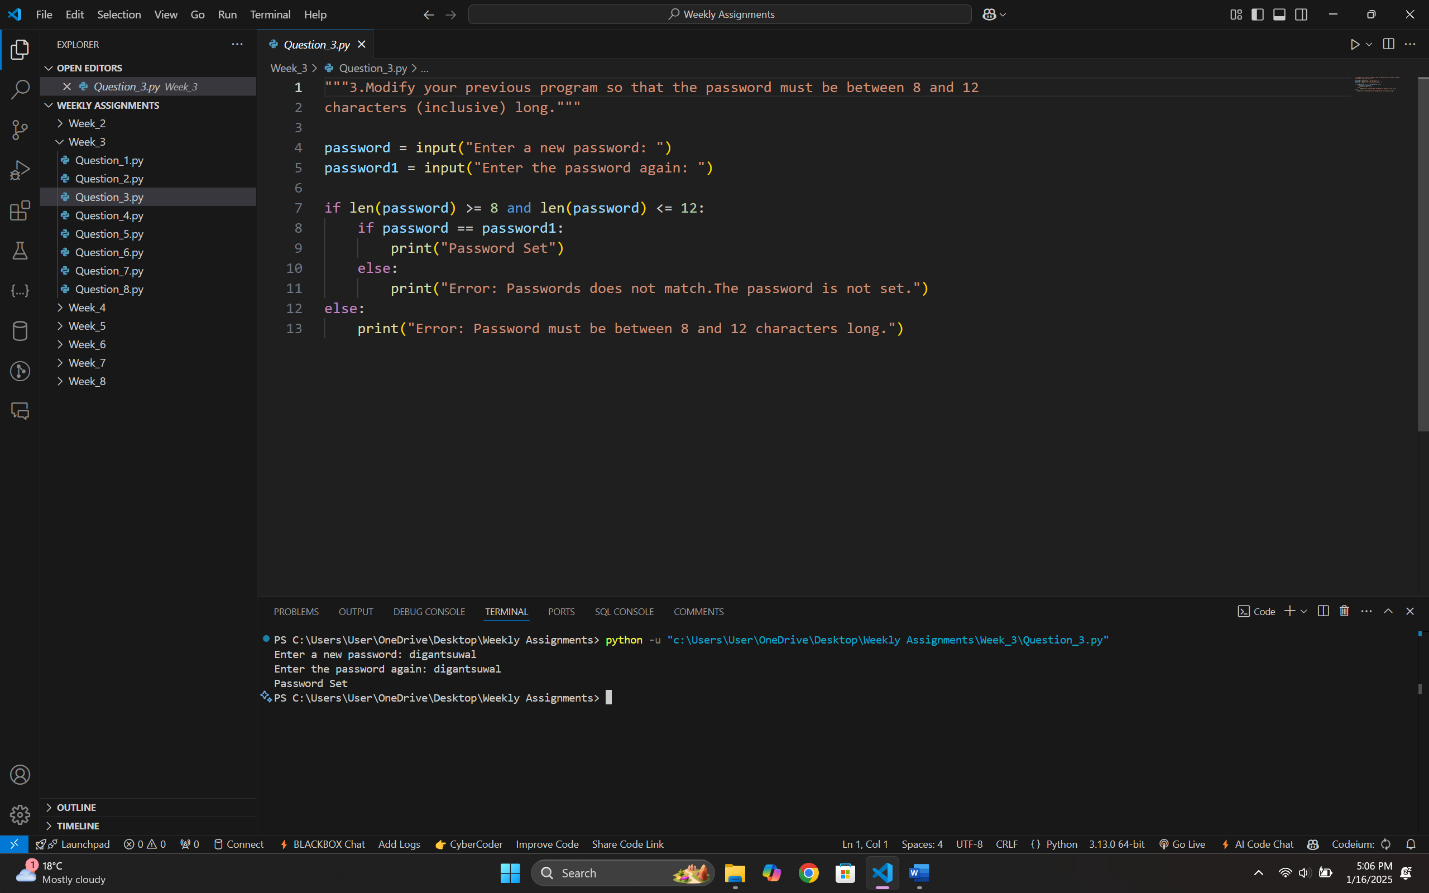 File Edit Selection View Go Run Terminal Help
Weekly Assignments
EXPLORER
OPEN EDITORS
Question_3.py Week_3
WEEKLY ASSIGNMENTS
Week_2
Week_3
Question_1.py
Question_2.py
Question_3.py
Question_4.py
Question_5.py
Question_6.py
Question_7.py
Question_8.py
Week_4
Week_5
Week_6
Week_7
Week_8
OUTLINE
TIMELINE
Question_3.py
Week_3 > Question_3.py > ...
1 """3.Modify your previous program so that the password must be between 8 and 12
2 characters (inclusive) long."""
3
4 password = input("Enter a new password: ")
5 password1 = input("Enter the password again: ")
6
7 if len(password) >= 8 and len(password) <= 12:
8 if password == password1:
9 print("Password Set")
10 else:
11 print("Error: Passwords does not match.The password is not set.")
12 else:
13 print("Error: Password must be between 8 and 12 characters long.")
PROBLEMS OUTPUT DEBUG CONSOLE TERMINAL PORTS SQL CONSOLE COMMENTS
Code
PS C:\Users\User\OneDrive\Desktop\Weekly Assignments> python -u "c:\Users\User\OneDrive\Desktop\Weekly Assignments\Week_3\Question_3.py"
Enter a new password: digantsuwal
Enter the password again: digantsuwal
Password Set
PS C:\Users\User\OneDrive\Desktop\Weekly Assignments>
Launchpad 0 0 0 Connect BLACKBOX Chat Add Logs CyberCoder Improve Code Share Code Link Ln 1, Col 1 Spaces: 4 UTF-8 CRLF {} Python 3.13.0 64-bit Go Live AI Code Chat Codeium:
1
18°C
Mostly cloudy
Search
5:06 PM
1/16/2025